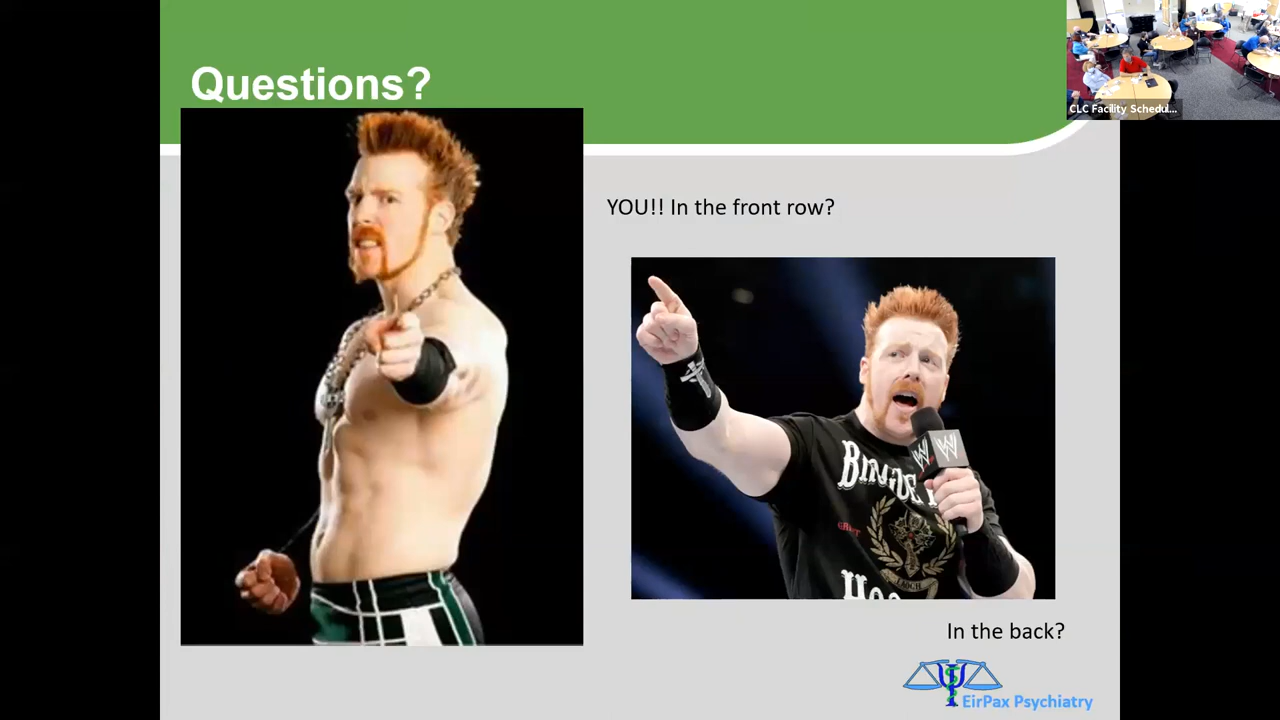 Questions?
CLC Facility Schedul...
YOU!! In the front row?
W
W
In the back?
EirPax Psychiatry